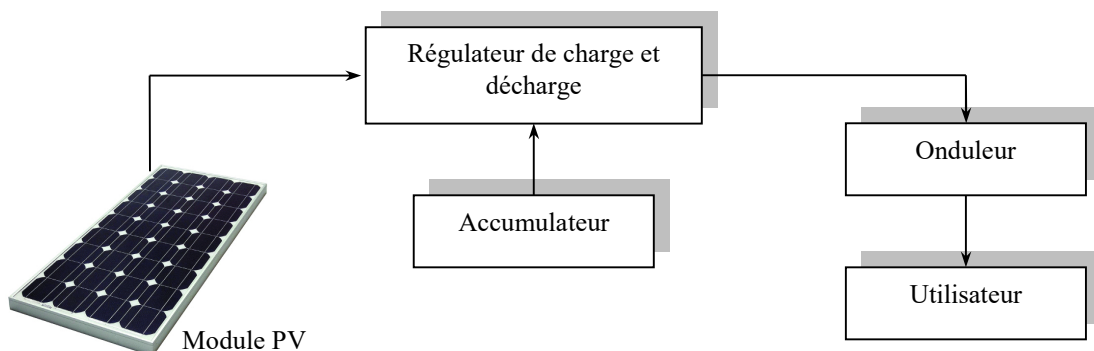 Régulateur de charge et
décharge
Onduleur
Accumulateur
Utilisateur
Module PV